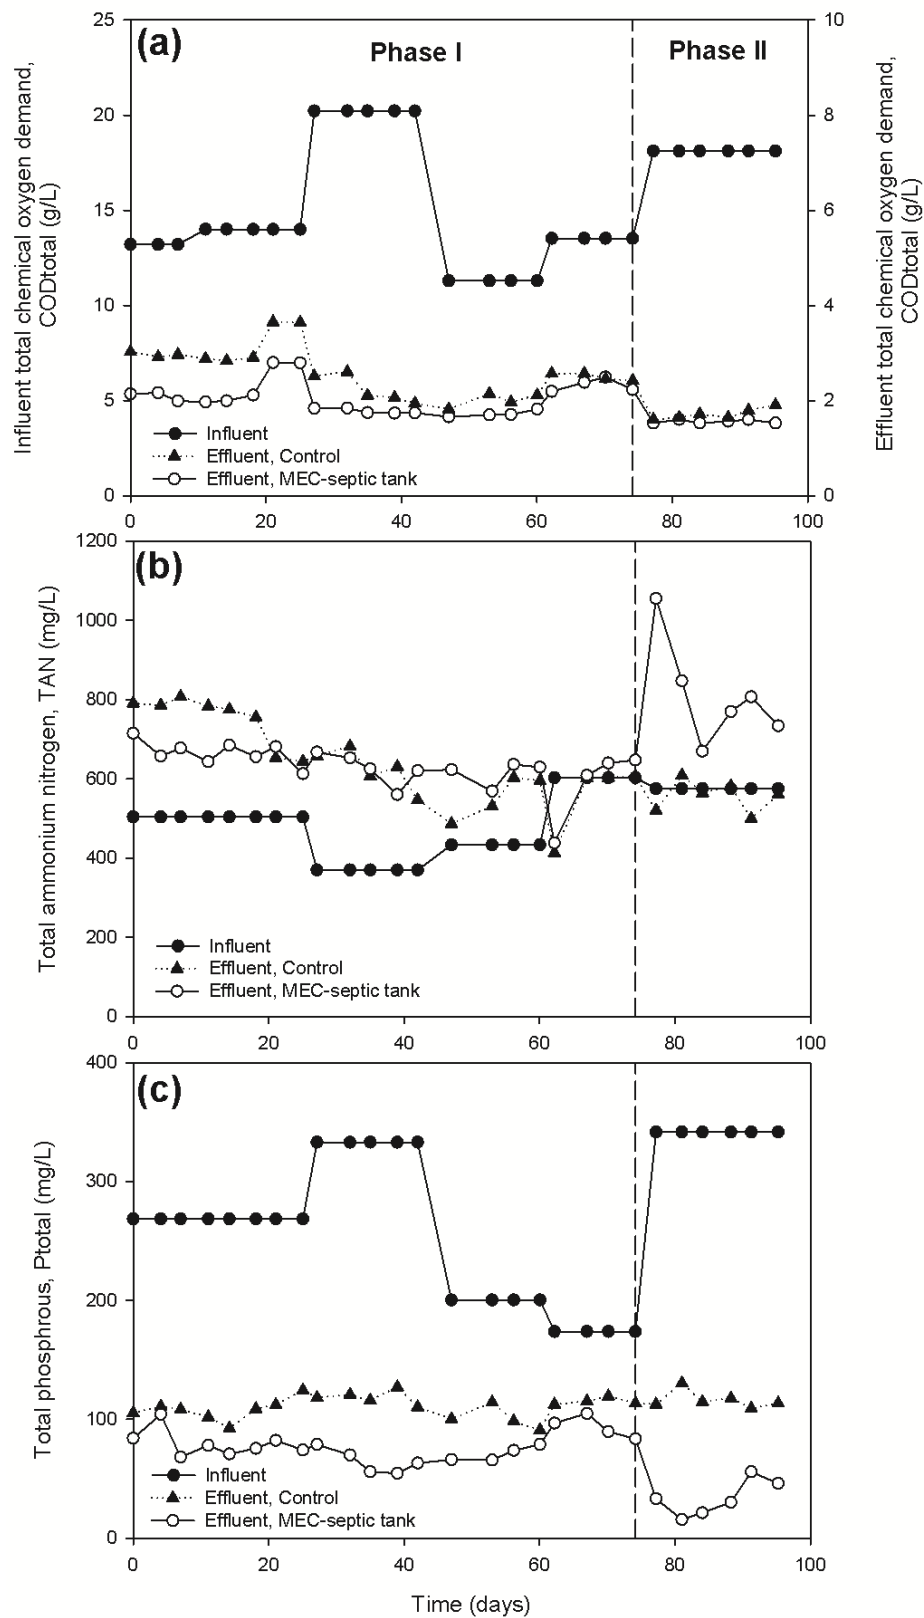 (a)
Phase I
Phase II
Influent total chemical oxygen demand,
CODtotal (g/L)
Effluent total chemical oxygen demand,
CODtotal (g/L)
25
20
15
10
5
0
10
8
6
4
2
0
Influent
Effluent, Control
Effluent, MEC-septic tank
0 20 40 60 80 100
(b)
Total ammonium nitrogen, TAN (mg/L)
1200
1000
800
600
400
200
0
Influent
Effluent, Control
Effluent, MEC-septic tank
0 20 40 60 80 100
(c)
Total phosphrous, Ptotal (mg/L)
400
300
200
100
0
Influent
Effluent, Control
Effluent, MEC-septic tank
0 20 40 60 80 100
Time (days)